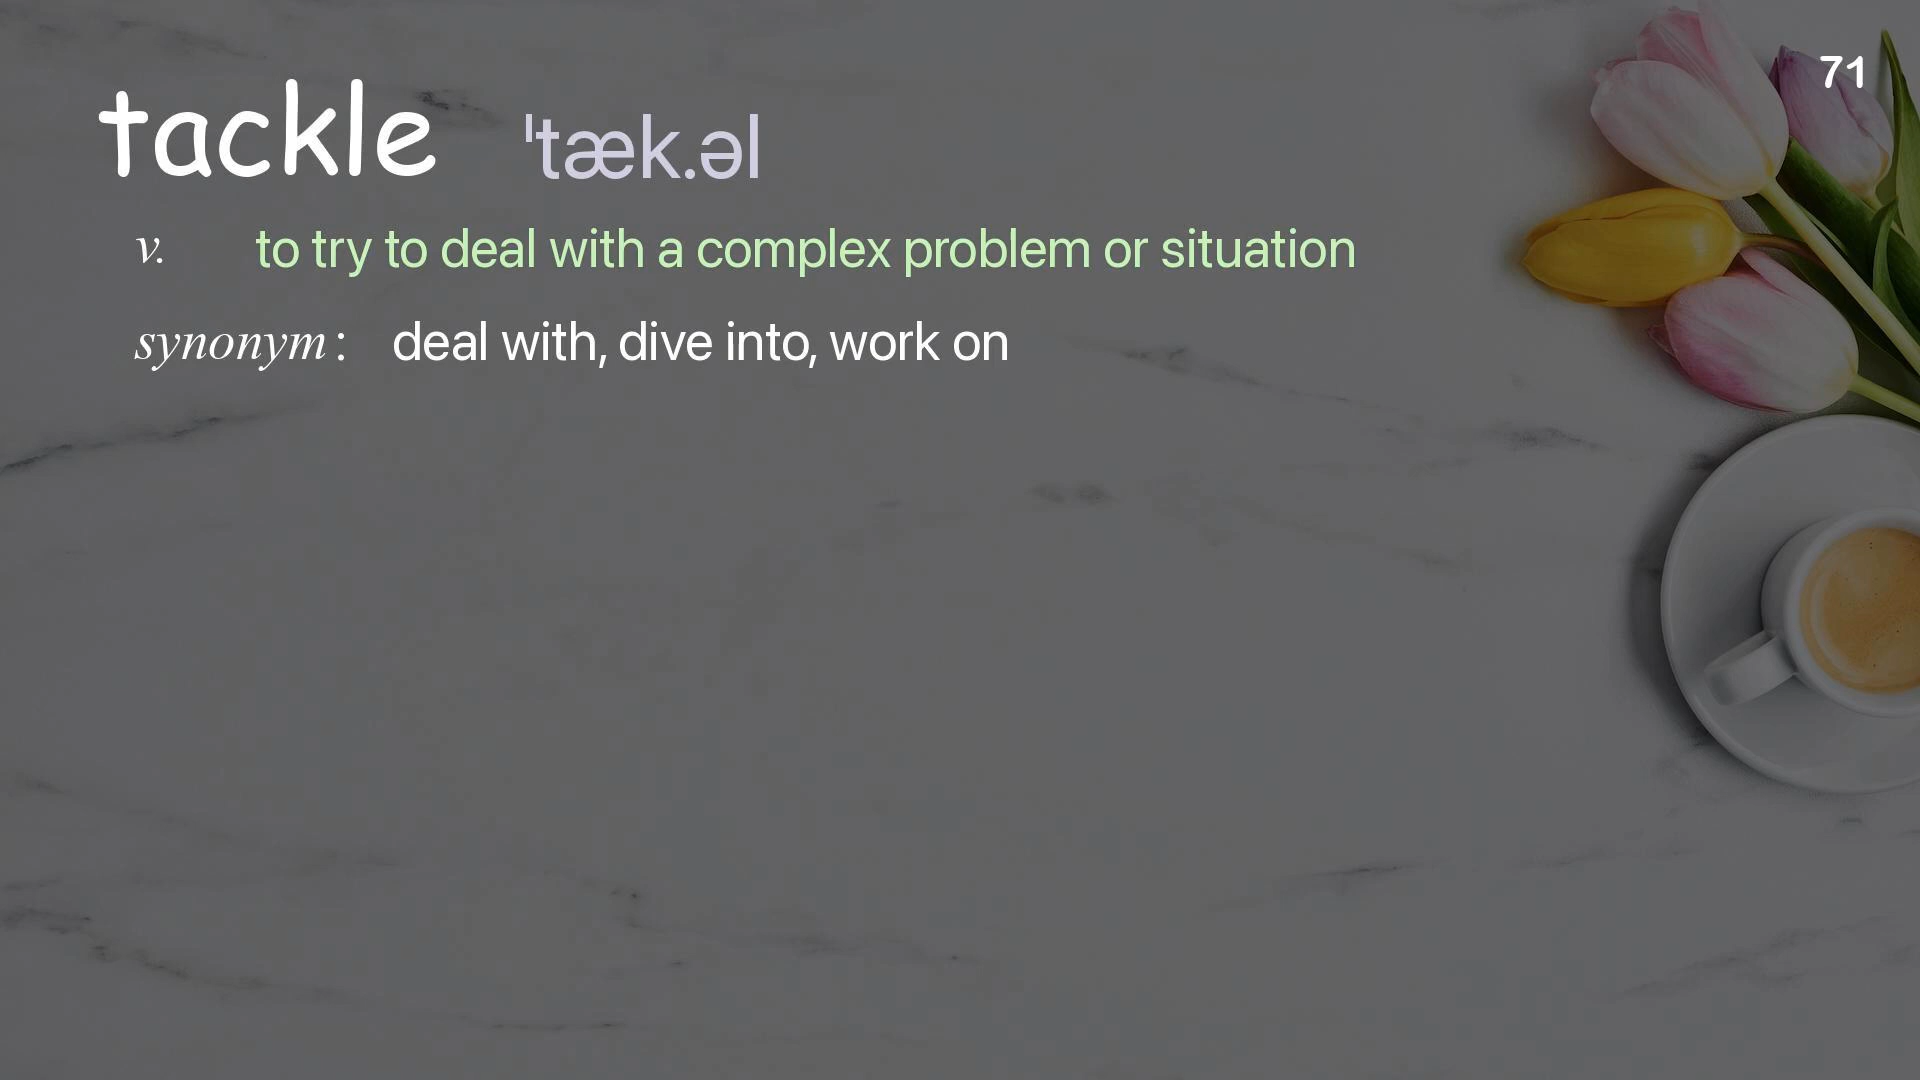 71
tackle ˈtæk.əl
v. to try to deal with a complex problem or situation
synonym: deal with, dive into, work on